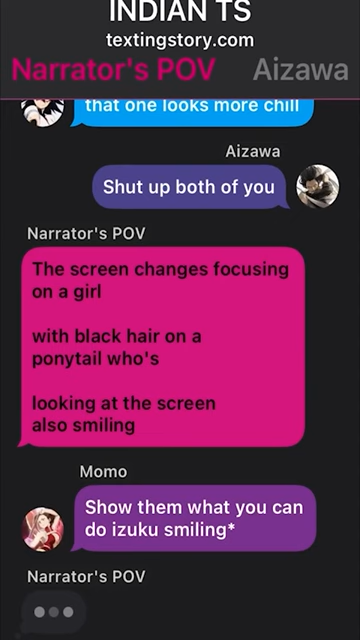 INDIAN TS
textingstory.com
Narrator's POV Aizawa
that one looks more chill
Aizawa
Shut up both of you
Narrator's POV
The screen changes focusing
on a girl
with black hair on a
ponytail who's
looking at the screen
also smiling
Momo
Show them what you can
do izuku smiling*
Narrator's POV